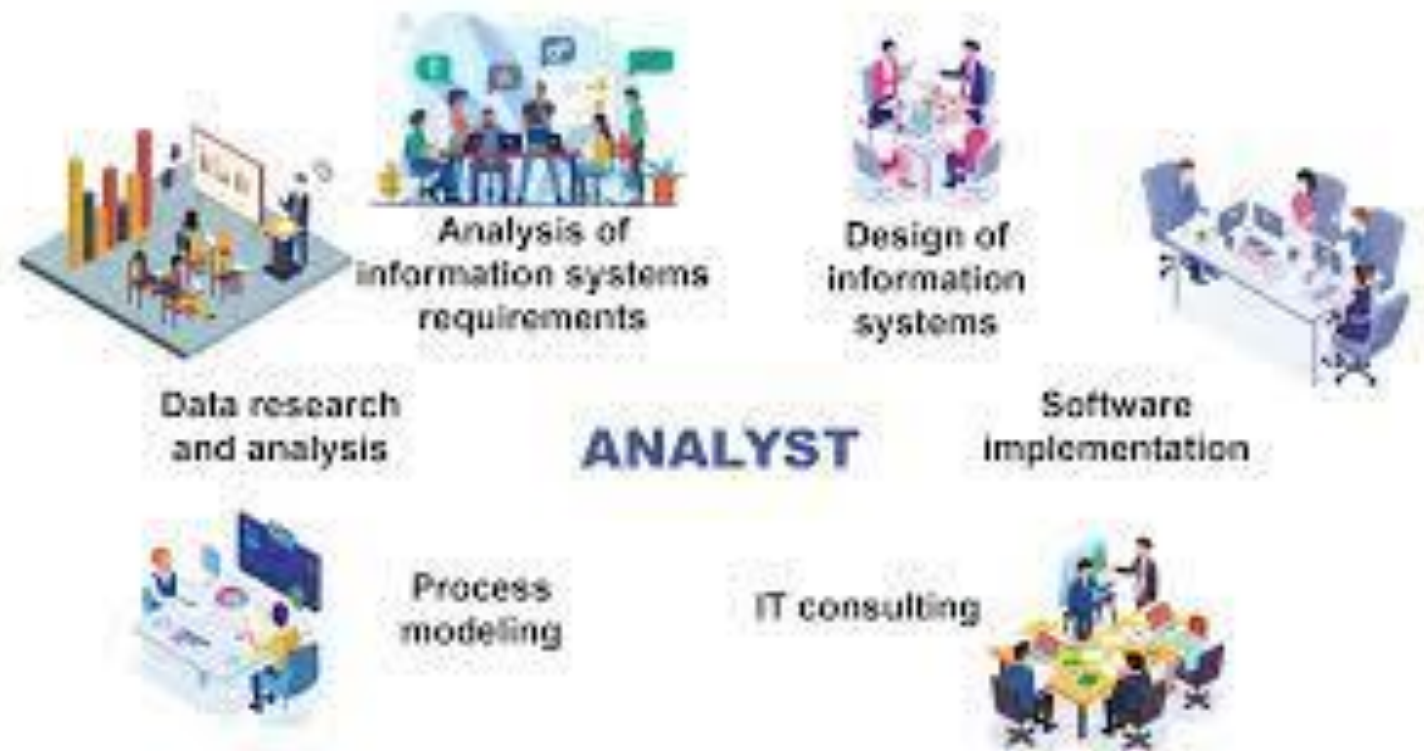 Analysis of
information systems
requirements
Design of
information
systems
Data research
and analysis
ANALYST
Software
implementation
Process
modeling
IT consulting